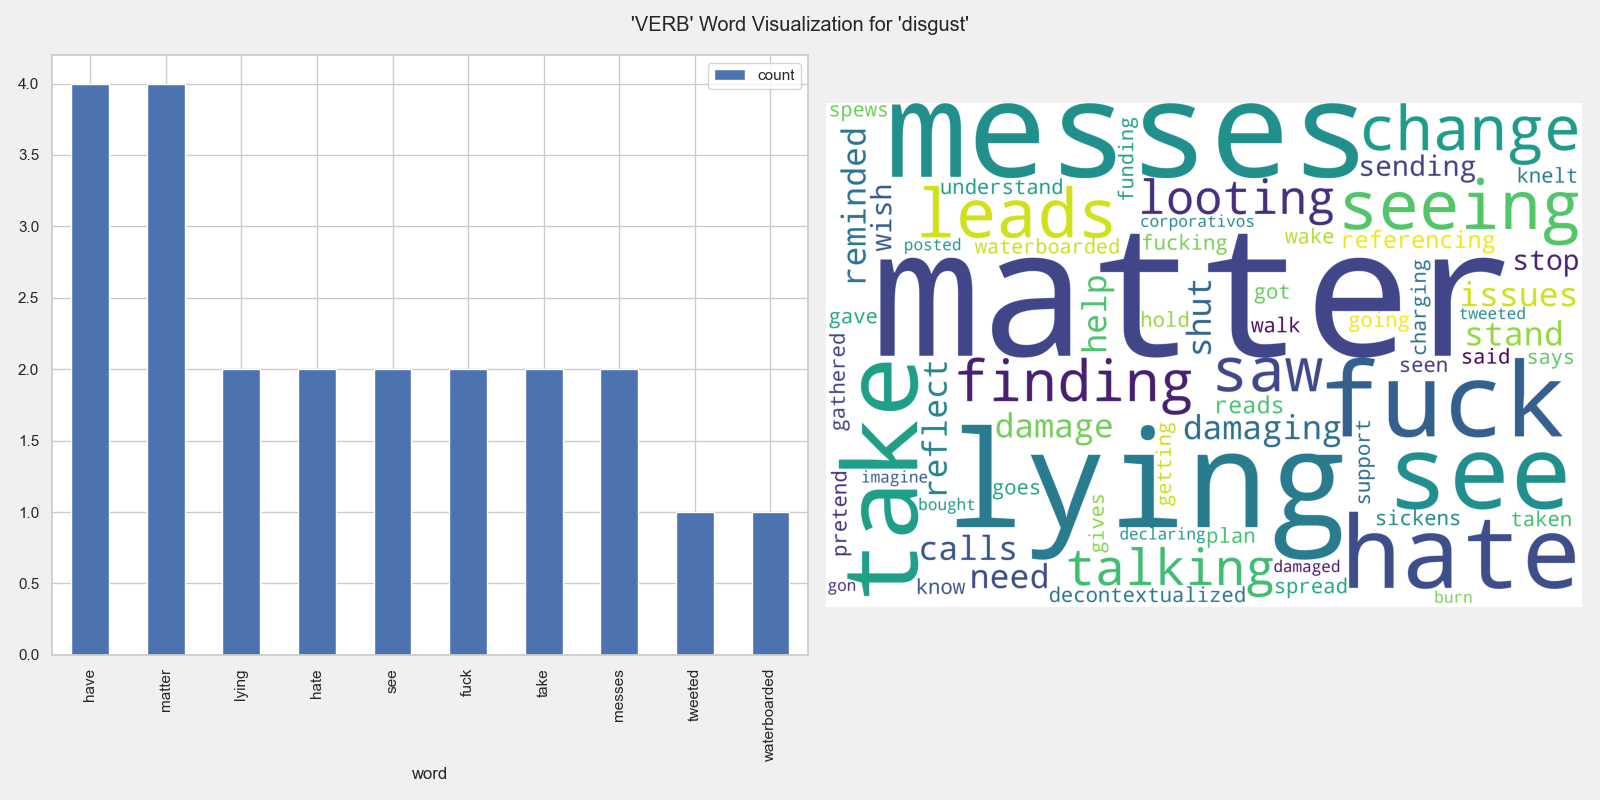 'VERB' Word Visualization for 'disgust'
count
4.0
3.5
3.0
2.5
2.0
1.5
1.0
0.5
0.0
have
matter
lying
hate
see
fuck
take
messes
tweeted
waterboarded
word
spews
messes
change
funding
reminded
sending
knelt
understand
wish
leads
looting
seeing
corporativos
posted
waterboarded
fucking
wake
referencing
matter
stop
help
shut
got
charging
issues
gave
hold
walk
going
tweeted
stand
gathered
said
says
seen
take
reflect
finding
saw
fuck
reads
damage
damaging
lying
getting
support
see
pretend
imagine
goes
bought
gives
sickens
taken
declaring
plan
hate
calls
talking
damaged
gon
know
need
spread
decontextualized
burn